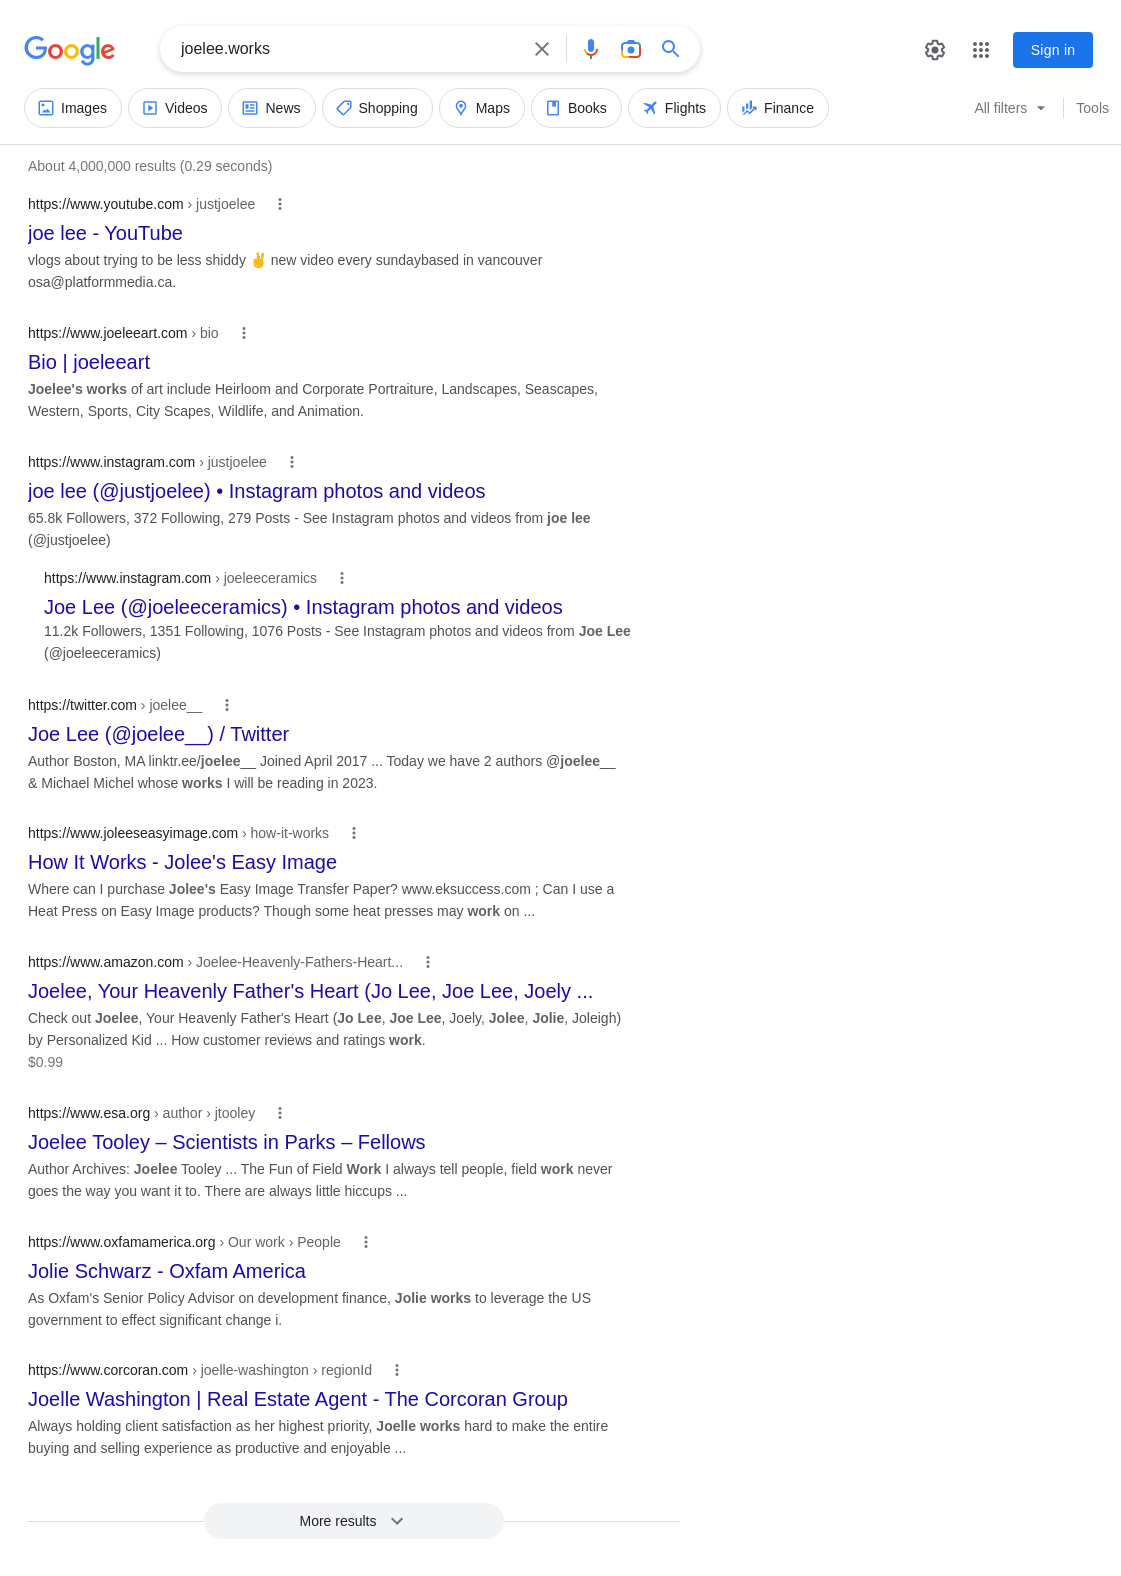 Google
joelee.works
Sign in
Images
Videos
News
Shopping
Maps
Books
Flights
Finance
All filters
Tools
About 4,000,000 results (0.29 seconds)
https://www.youtube.com › justjoelee
joe lee - YouTube
vlogs about trying to be less shiddy ✌️ new video every sundaybased in vancouver
osa@platformmedia.ca.
https://www.joeleeart.com › bio
Bio | joeleeart
Joelee's works of art include Heirloom and Corporate Portraiture, Landscapes, Seascapes,
Western, Sports, City Scapes, Wildlife, and Animation.
https://www.instagram.com › justjoelee
joe lee (@justjoelee) • Instagram photos and videos
65.8k Followers, 372 Following, 279 Posts - See Instagram photos and videos from joe lee
(@justjoelee)
https://www.instagram.com › joeleeceramics
Joe Lee (@joeleeceramics) • Instagram photos and videos
11.2k Followers, 1351 Following, 1076 Posts - See Instagram photos and videos from Joe Lee
(@joeleeceramics)
https://twitter.com › joelee__
Joe Lee (@joelee__) / Twitter
Author Boston, MA linktr.ee/joelee__ Joined April 2017 ... Today we have 2 authors @joelee__
& Michael Michel whose works I will be reading in 2023.
https://www.joleeseasyimage.com › how-it-works
How It Works - Jolee's Easy Image
Where can I purchase Jolee's Easy Image Transfer Paper? www.eksuccess.com ; Can I use a
Heat Press on Easy Image products? Though some heat presses may work on ...
https://www.amazon.com › Joelee-Heavenly-Fathers-Heart...
Joelee, Your Heavenly Father's Heart (Jo Lee, Joe Lee, Joely ...
Check out Joelee, Your Heavenly Father's Heart (Jo Lee, Joe Lee, Joely, Jolee, Jolie, Joleigh)
by Personalized Kid ... How customer reviews and ratings work.
$0.99
https://www.esa.org › author › jtooley
Joelee Tooley – Scientists in Parks – Fellows
Author Archives: Joelee Tooley ... The Fun of Field Work I always tell people, field work never
goes the way you want it to. There are always little hiccups ...
https://www.oxfamamerica.org › Our work › People
Jolie Schwarz - Oxfam America
As Oxfam's Senior Policy Advisor on development finance, Jolie works to leverage the US
government to effect significant change i.
https://www.corcoran.com › joelle-washington › regionId
Joelle Washington | Real Estate Agent - The Corcoran Group
Always holding client satisfaction as her highest priority, Joelle works hard to make the entire
buying and selling experience as productive and enjoyable ...
More results